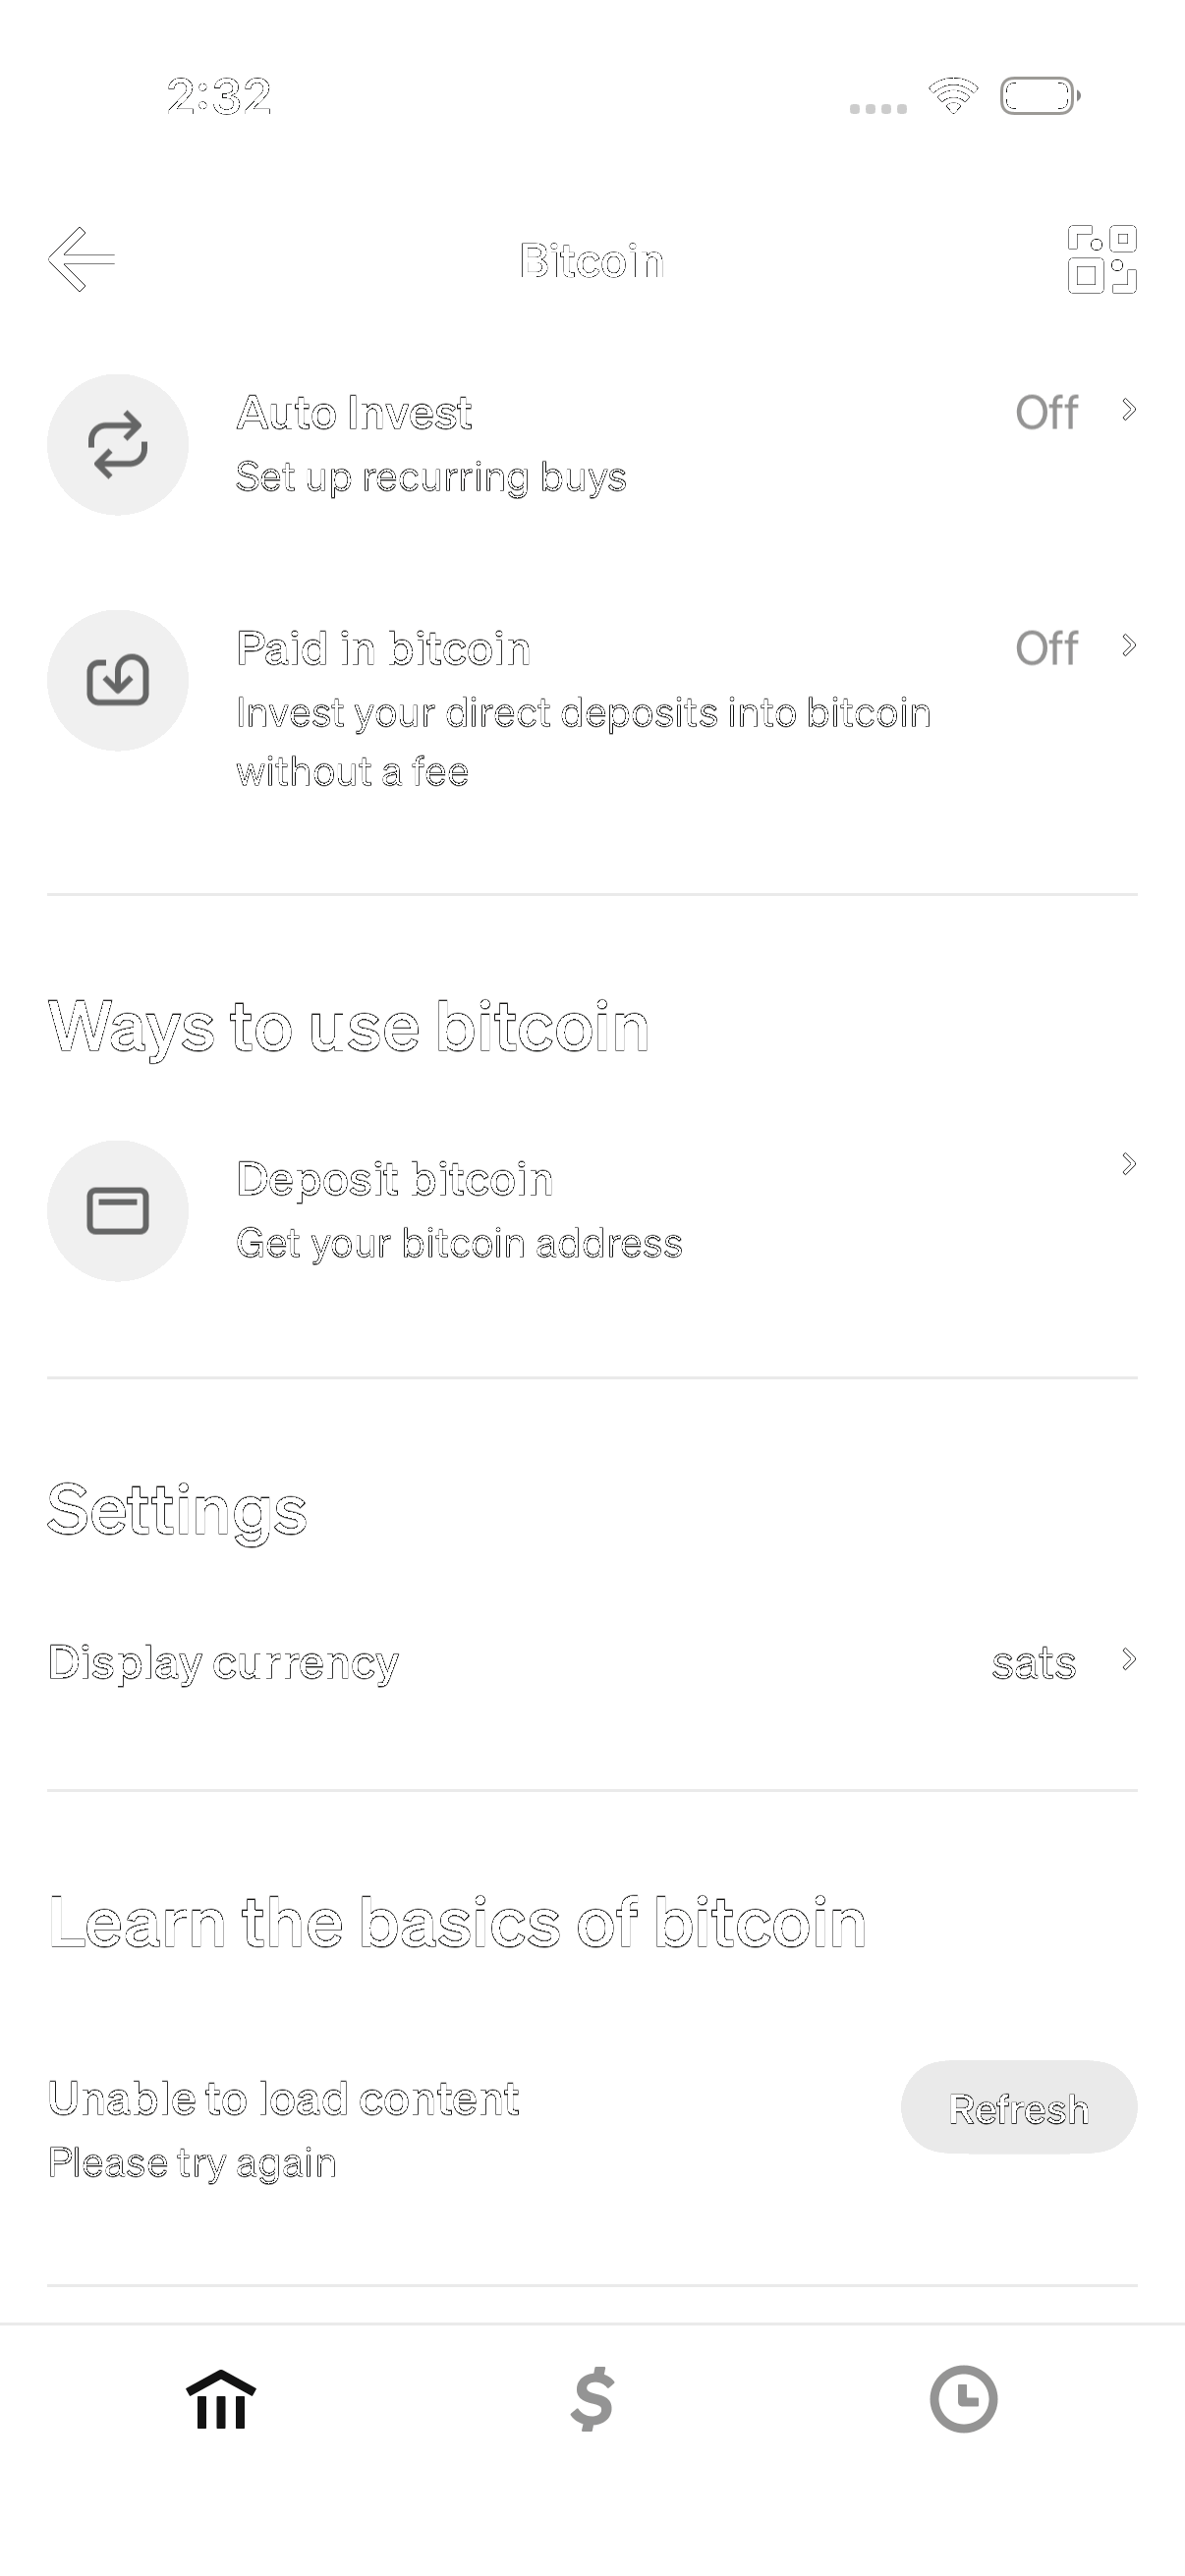 2:32
Bitcoin
Auto Invest
Off
Set up recurring buys
Paid in bitcoin
Off
Invest your direct deposits into bitcoin
without a fee
Ways to use bitcoin
Deposit bitcoin
Get your bitcoin address
Settings
Display currency
sats
Learn the basics of bitcoin
Unable to load content
Refresh
Please try again